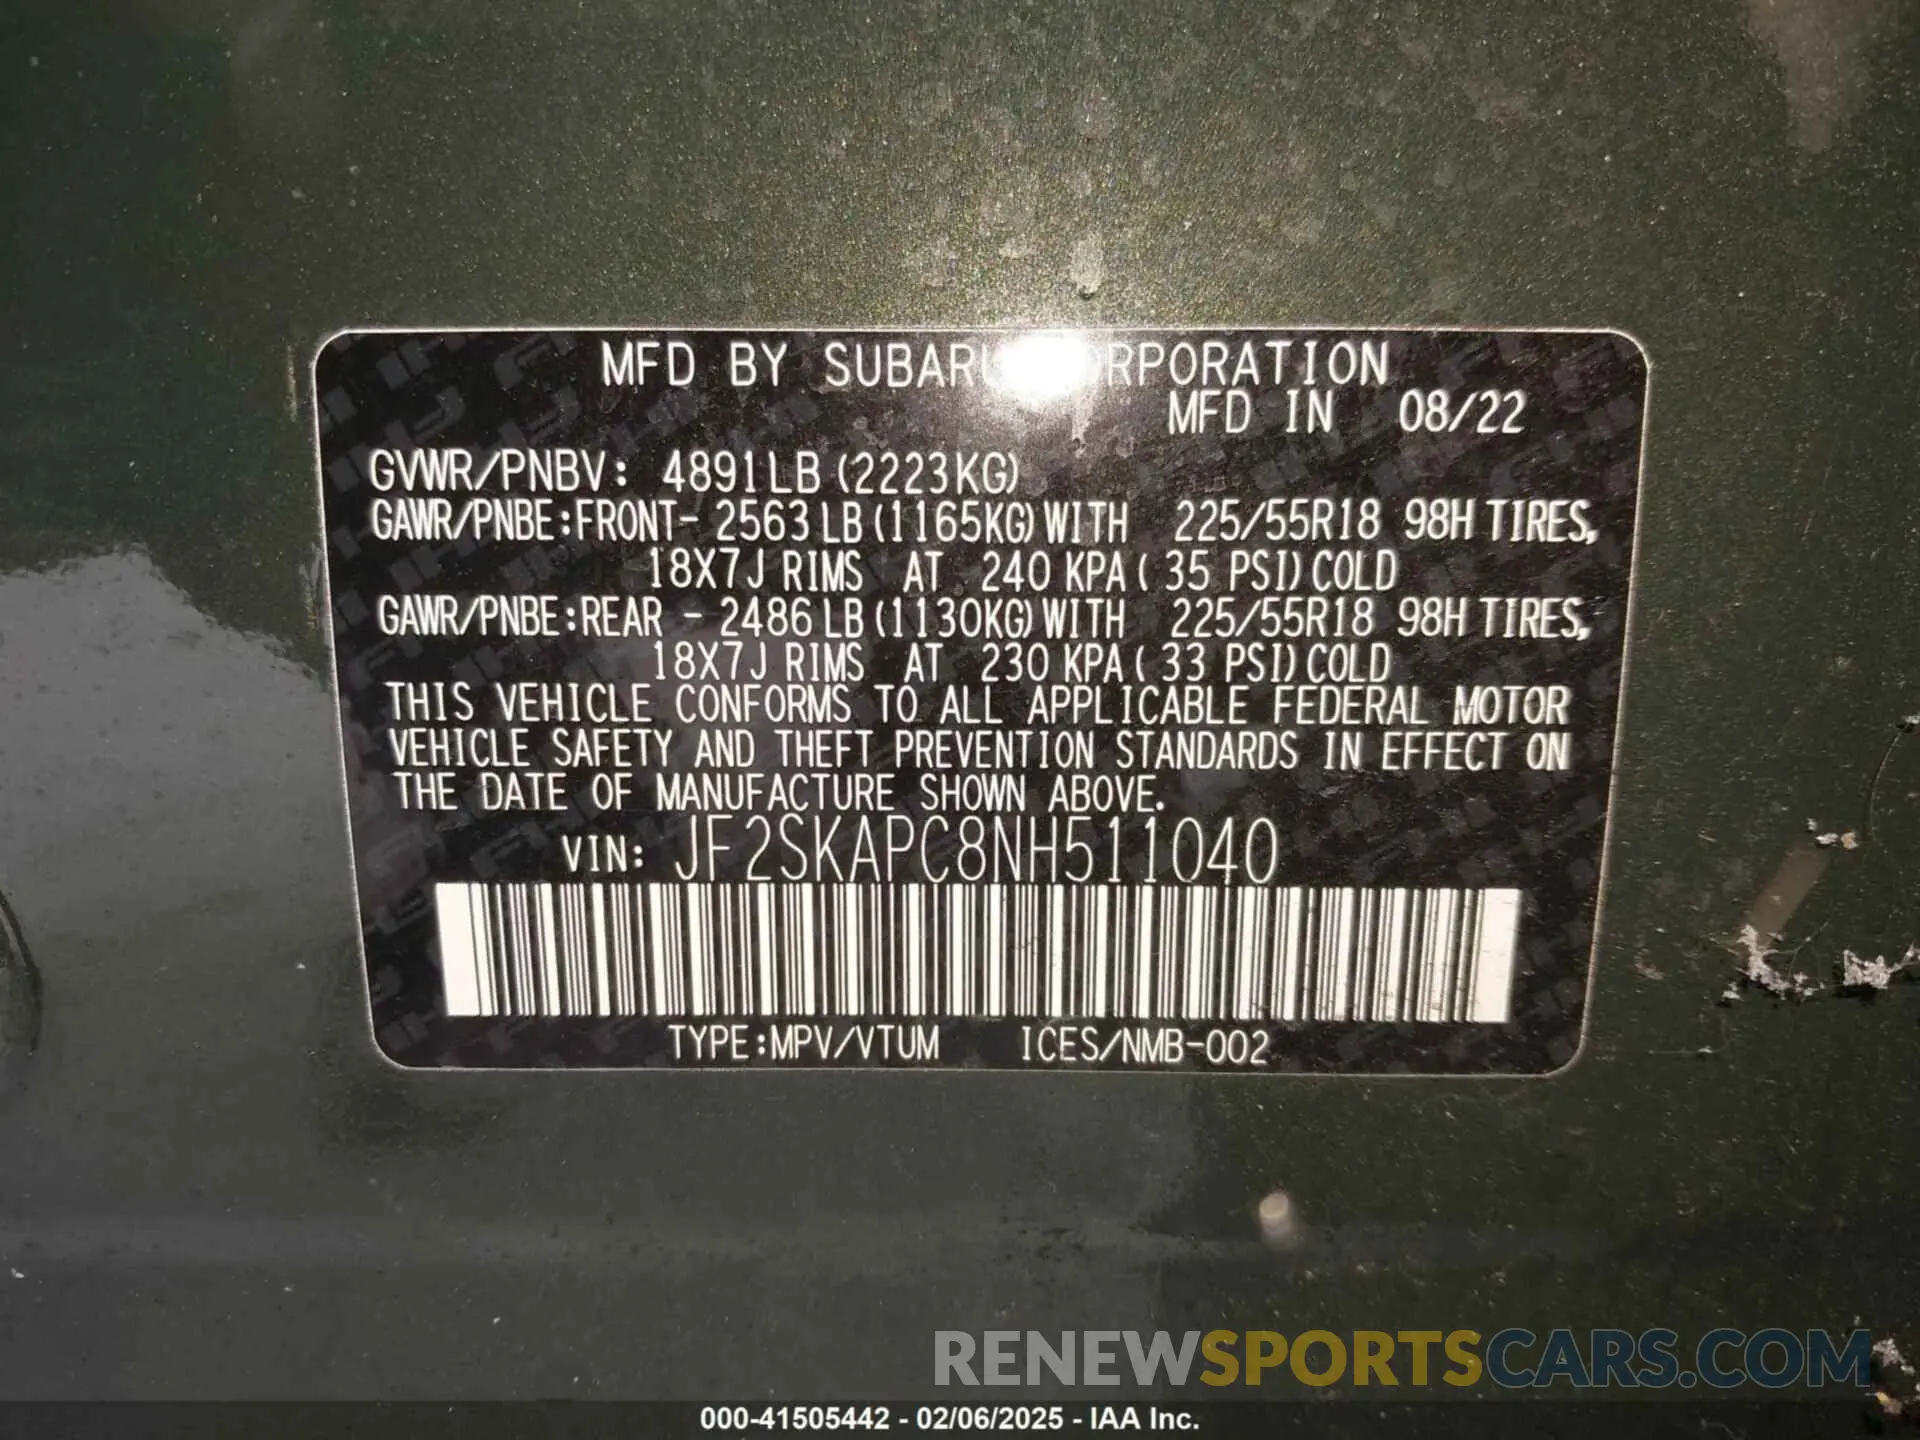 MFD BY SUBARU CORPORATION
MFD IN 08/22
GVWR/PNBV: 4891LB (2223KG)
GAWR/PNBE:FRONT- 2563LB (1165KG) WITH 225/55R18 98H TIRES,
18X7J RIMS AT 240 KPA ( 35 PSI) COLD
GAWR/PNBE:REAR - 2486LB (1130KG) WITH 225/55R18 98H TIRES,
18X7J RIMS AT 230 KPA ( 33 PSI) COLD
THIS VEHICLE CONFORMS TO ALL APPLICABLE FEDERAL MOTOR
VEHICLE SAFETY AND THEFT PREVENTION STANDARDS IN EFFECT ON
THE DATE OF MANUFACTURE SHOWN ABOVE.
VIN: JF2SKAPC8NH511040
TYPE:MPV/VTUM ICES/NMB-002
RENEWSPORTSCARS.COM
000-41505442 - 02/06/2025 - IAA Inc.